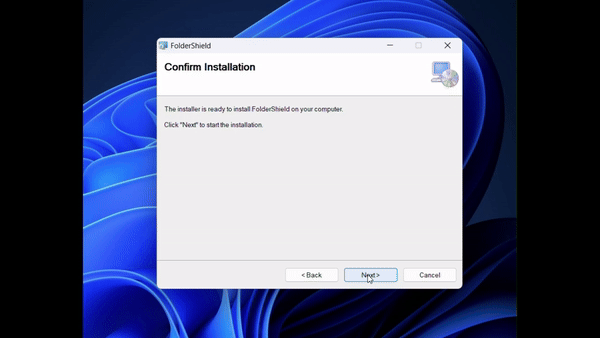 FolderShield
Confirm Installation
The installer is ready to install FolderShield on your computer.
Click "Next" to start the installation.
< Back
Next >
Cancel